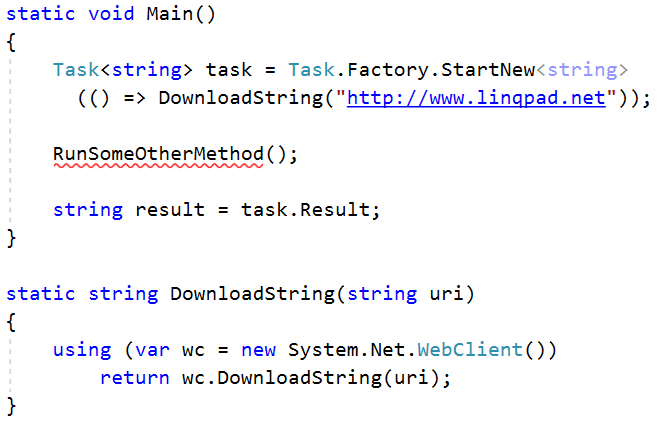 static void Main()
{
    Task<string> task = Task.Factory.StartNew<string>
      (() => DownloadString("http://www.linqpad.net"));
    RunSomeOtherMethod();
    string result = task.Result;
}
static string DownloadString(string uri)
{
    using (var wc = new System.Net.WebClient())
        return wc.DownloadString(uri);
}